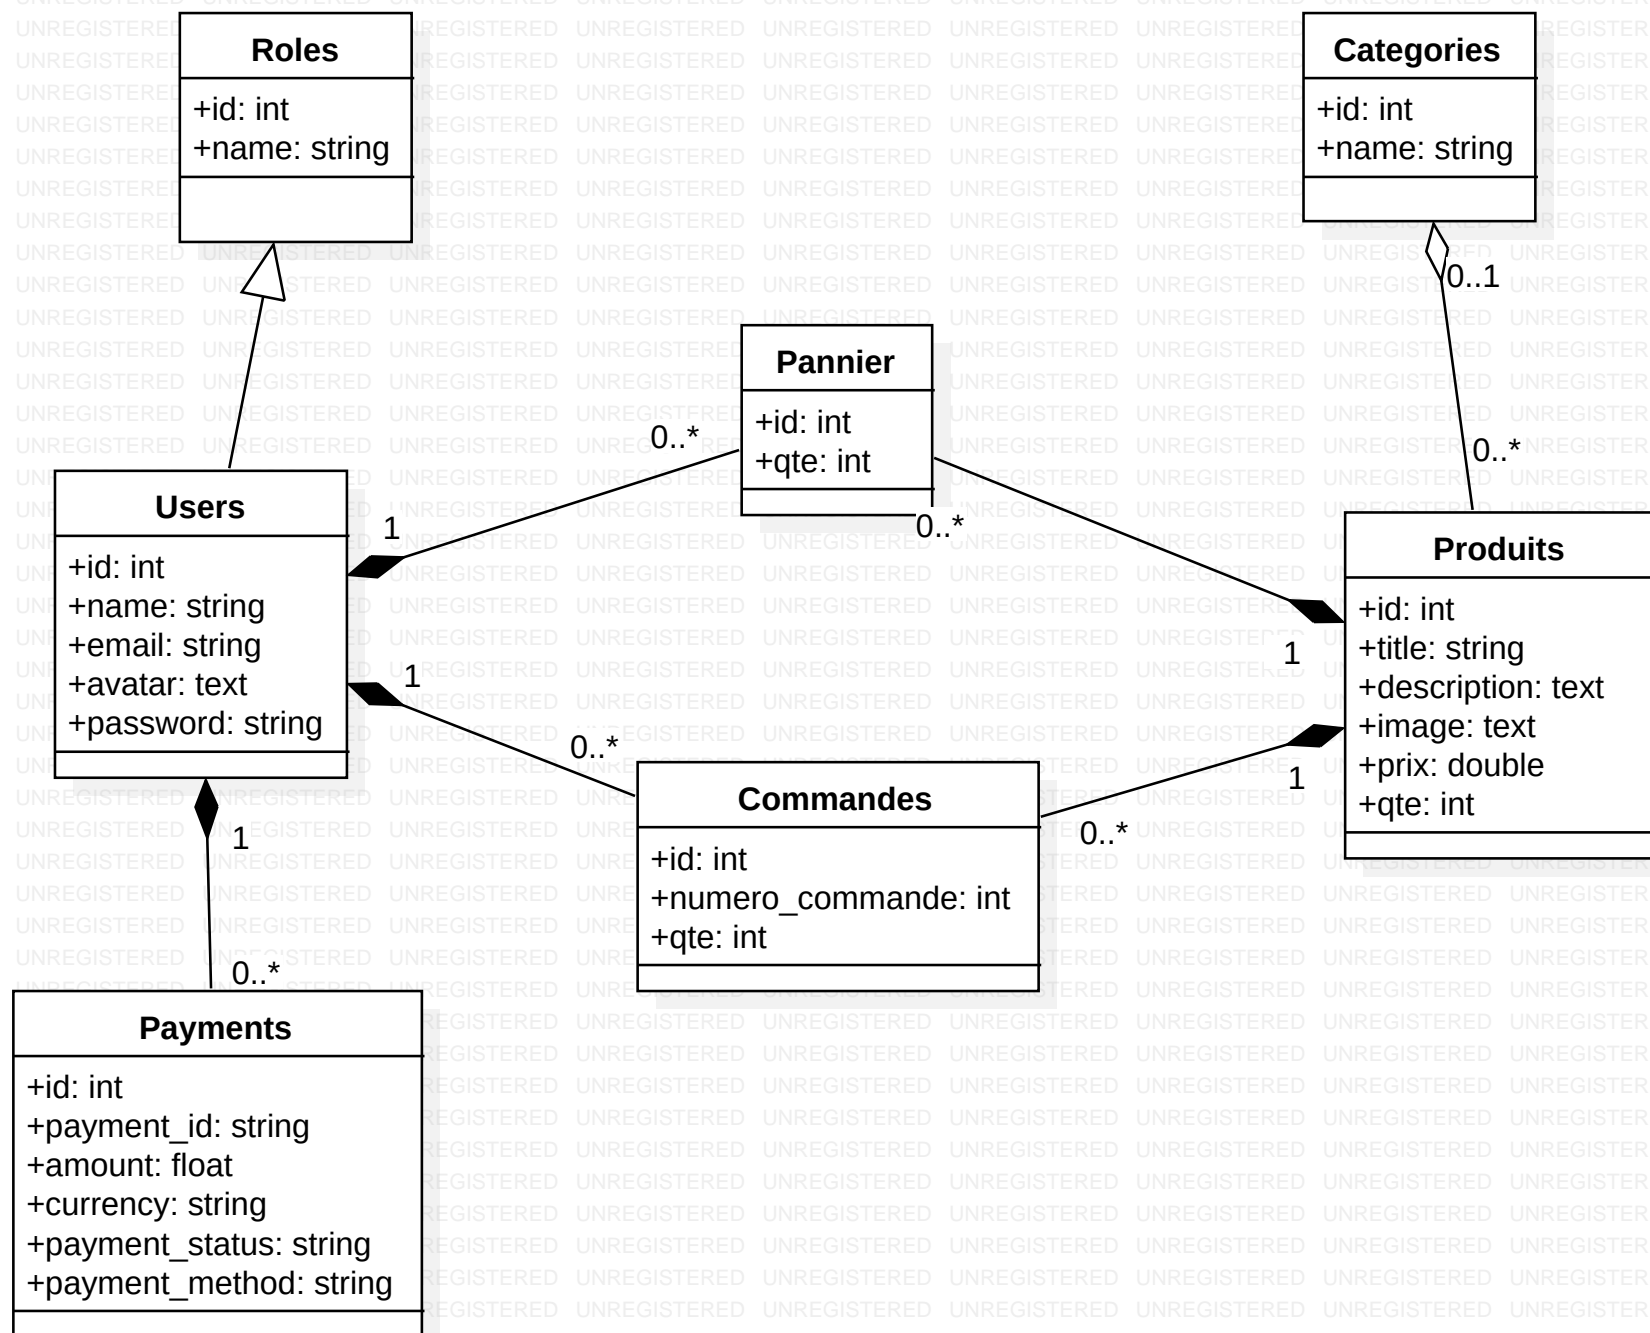 Roles
+id: int
+name: string
Categories
+id: int
+name: string
0..1
0..*
Pannier
+id: int
+qte: int
0..*
0..*
1
1
Users
+id: int
+name: string
+email: string
+avatar: text
+password: string
1
0..*
1
0..*
Produits
+id: int
+title: string
+description: text
+image: text
+prix: double
+qte: int
1
0..*
Commandes
+id: int
+numero_commande: int
+qte: int
Payments
+id: int
+payment_id: string
+amount: float
+currency: string
+payment_status: string
+payment_method: string
UNREGISTERED